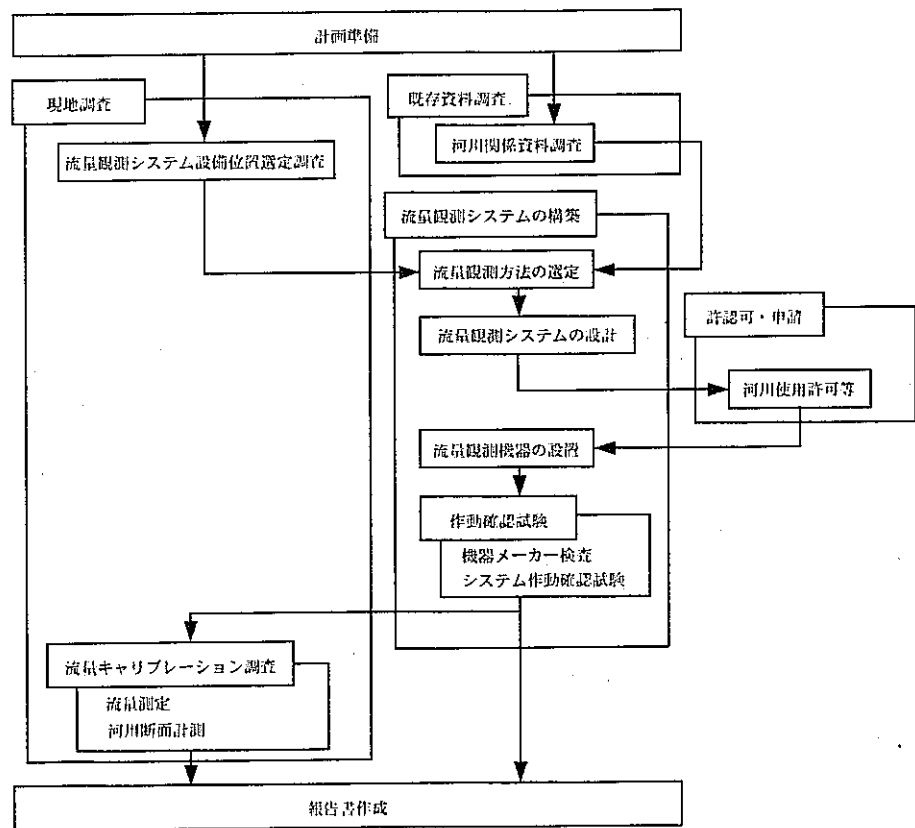 計画準備
現地調査
既存資料調査
河川関係資料調査
流量観測システム設備位置選定調査
流量観測システムの構築
流量観測方法の選定
流量観測システムの設計
許認可・申請
河川使用許可等
流量観測機器の設置
作動確認試験
機器メーカー検査
システム作動確認試験
流量キャリブレーション調査
流量測定
河川断面計測
報告書作成